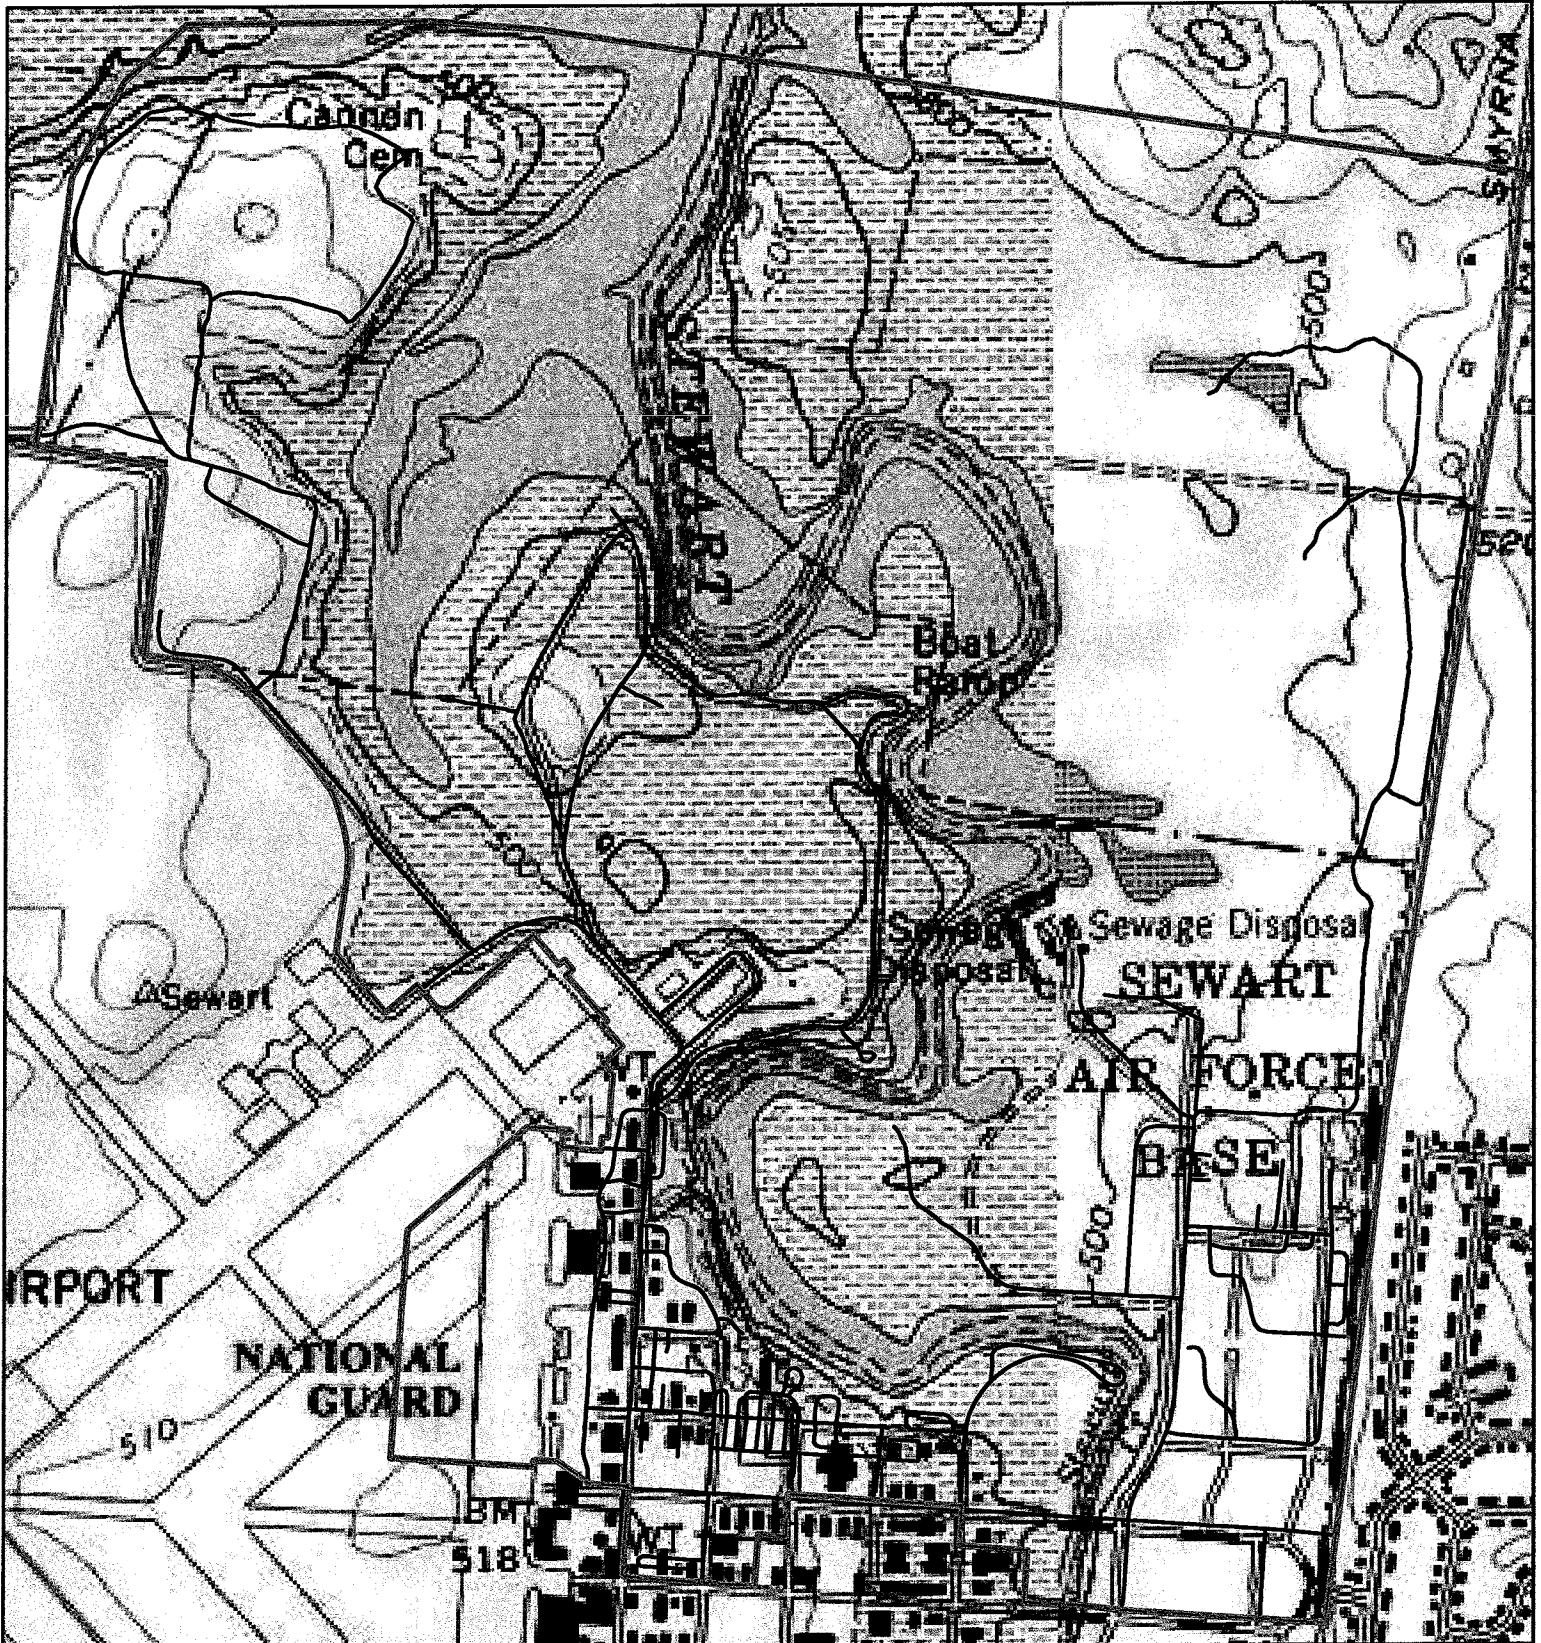 SMYRNA
500
Cannon
Cem
50
500
STEWART
520
Boat
Ramp
Sewage
Disposal
Sewage Disposal
Sewart
SEWART
WT
AIR FORCE
BASE
500
IRPORT
NATIONAL
GUARD
510
BM
518
WT